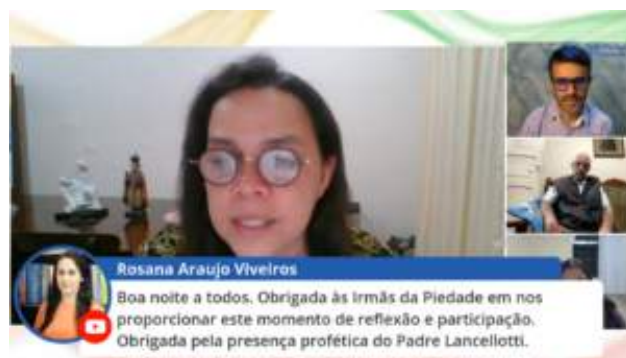 Rosana Araujo Viveiros
Boa noite a todos. Obrigada às Irmãs da Piedade em nos
proporcionar este momento de reflexão e participação.
Obrigada pela presença profética do Padre Lancellotti.